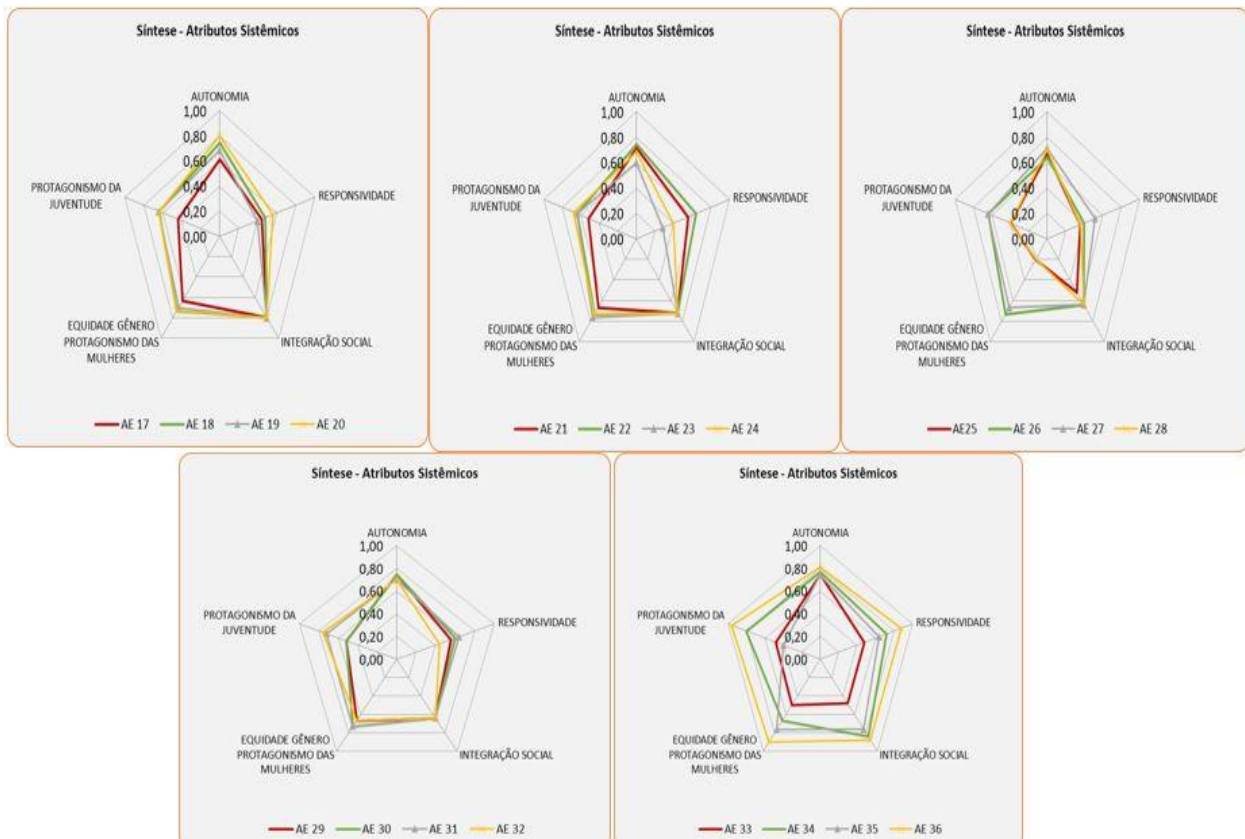 Síntese - Atributos Sistêmicos
AUTONOMIA
1,00
0,80
0,60
0,40
0,20
0,00
RESPONSIVIDADE
INTEGRAÇÃO SOCIAL
EQUIDADE GÊNERO
PROTAGONISMO DAS
MULHERES
PROTAGONISMO DA
JUVENTUDE
AE 17 AE 18 AE 19 AE 20
Síntese - Atributos Sistêmicos
AUTONOMIA
1,00
0,80
0,60
0,40
0,20
0,00
RESPONSIVIDADE
INTEGRAÇÃO SOCIAL
EQUIDADE GÊNERO
PROTAGONISMO DAS
MULHERES
PROTAGONISMO DA
JUVENTUDE
AE 21 AE 22 AE 23 AE 24
Síntese - Atributos Sistêmicos
AUTONOMIA
1,00
0,80
0,60
0,40
0,20
0,00
RESPONSIVIDADE
INTEGRAÇÃO SOCIAL
EQUIDADE GÊNERO
PROTAGONISMO DAS
MULHERES
PROTAGONISMO DA
JUVENTUDE
AE25 AE 26 AE 27 AE 28
Síntese - Atributos Sistêmicos
AUTONOMIA
1,00
0,80
0,60
0,40
0,20
0,00
RESPONSIVIDADE
INTEGRAÇÃO SOCIAL
EQUIDADE GÊNERO
PROTAGONISMO DAS
MULHERES
PROTAGONISMO DA
JUVENTUDE
AE 29 AE 30 AE 31 AE 32
Síntese - Atributos Sistêmicos
AUTONOMIA
1,00
0,80
0,60
0,40
0,20
0,00
RESPONSIVIDADE
INTEGRAÇÃO SOCIAL
EQUIDADE GÊNERO
PROTAGONISMO DAS
MULHERES
PROTAGONISMO DA
JUVENTUDE
AE 33 AE 34 AE 35 AE 36